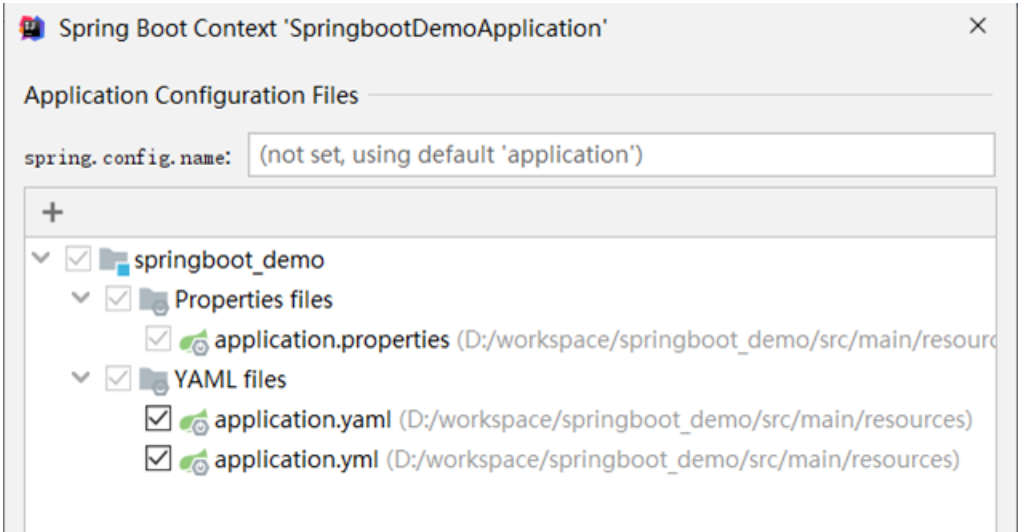 Spring Boot Context 'SpringbootDemoApplication'
Application Configuration Files
spring.config.name: (not set, using default 'application')
springboot_demo
Properties files
application.properties (D:/workspace/springboot_demo/src/main/resourc
YAML files
application.yaml (D:/workspace/springboot_demo/src/main/resources)
application.yml (D:/workspace/springboot_demo/src/main/resources)